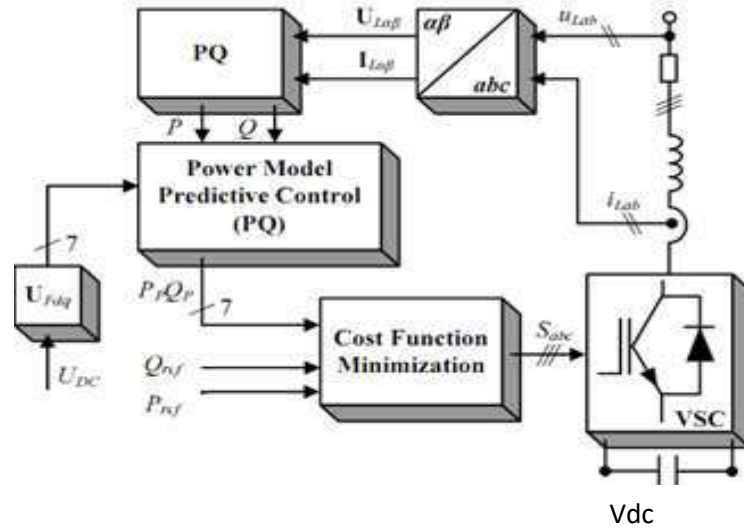 U_Lαβ
αβ
u_Lab
PQ
I_Lαβ
abc
P
Q
Power Model
Predictive Control
(PQ)
i_Lab
7
U_Fdq
P_P Q_P
7
Cost Function
Minimization
S_abc
U_DC
Q_ref
P_ref
VSC
Vdc